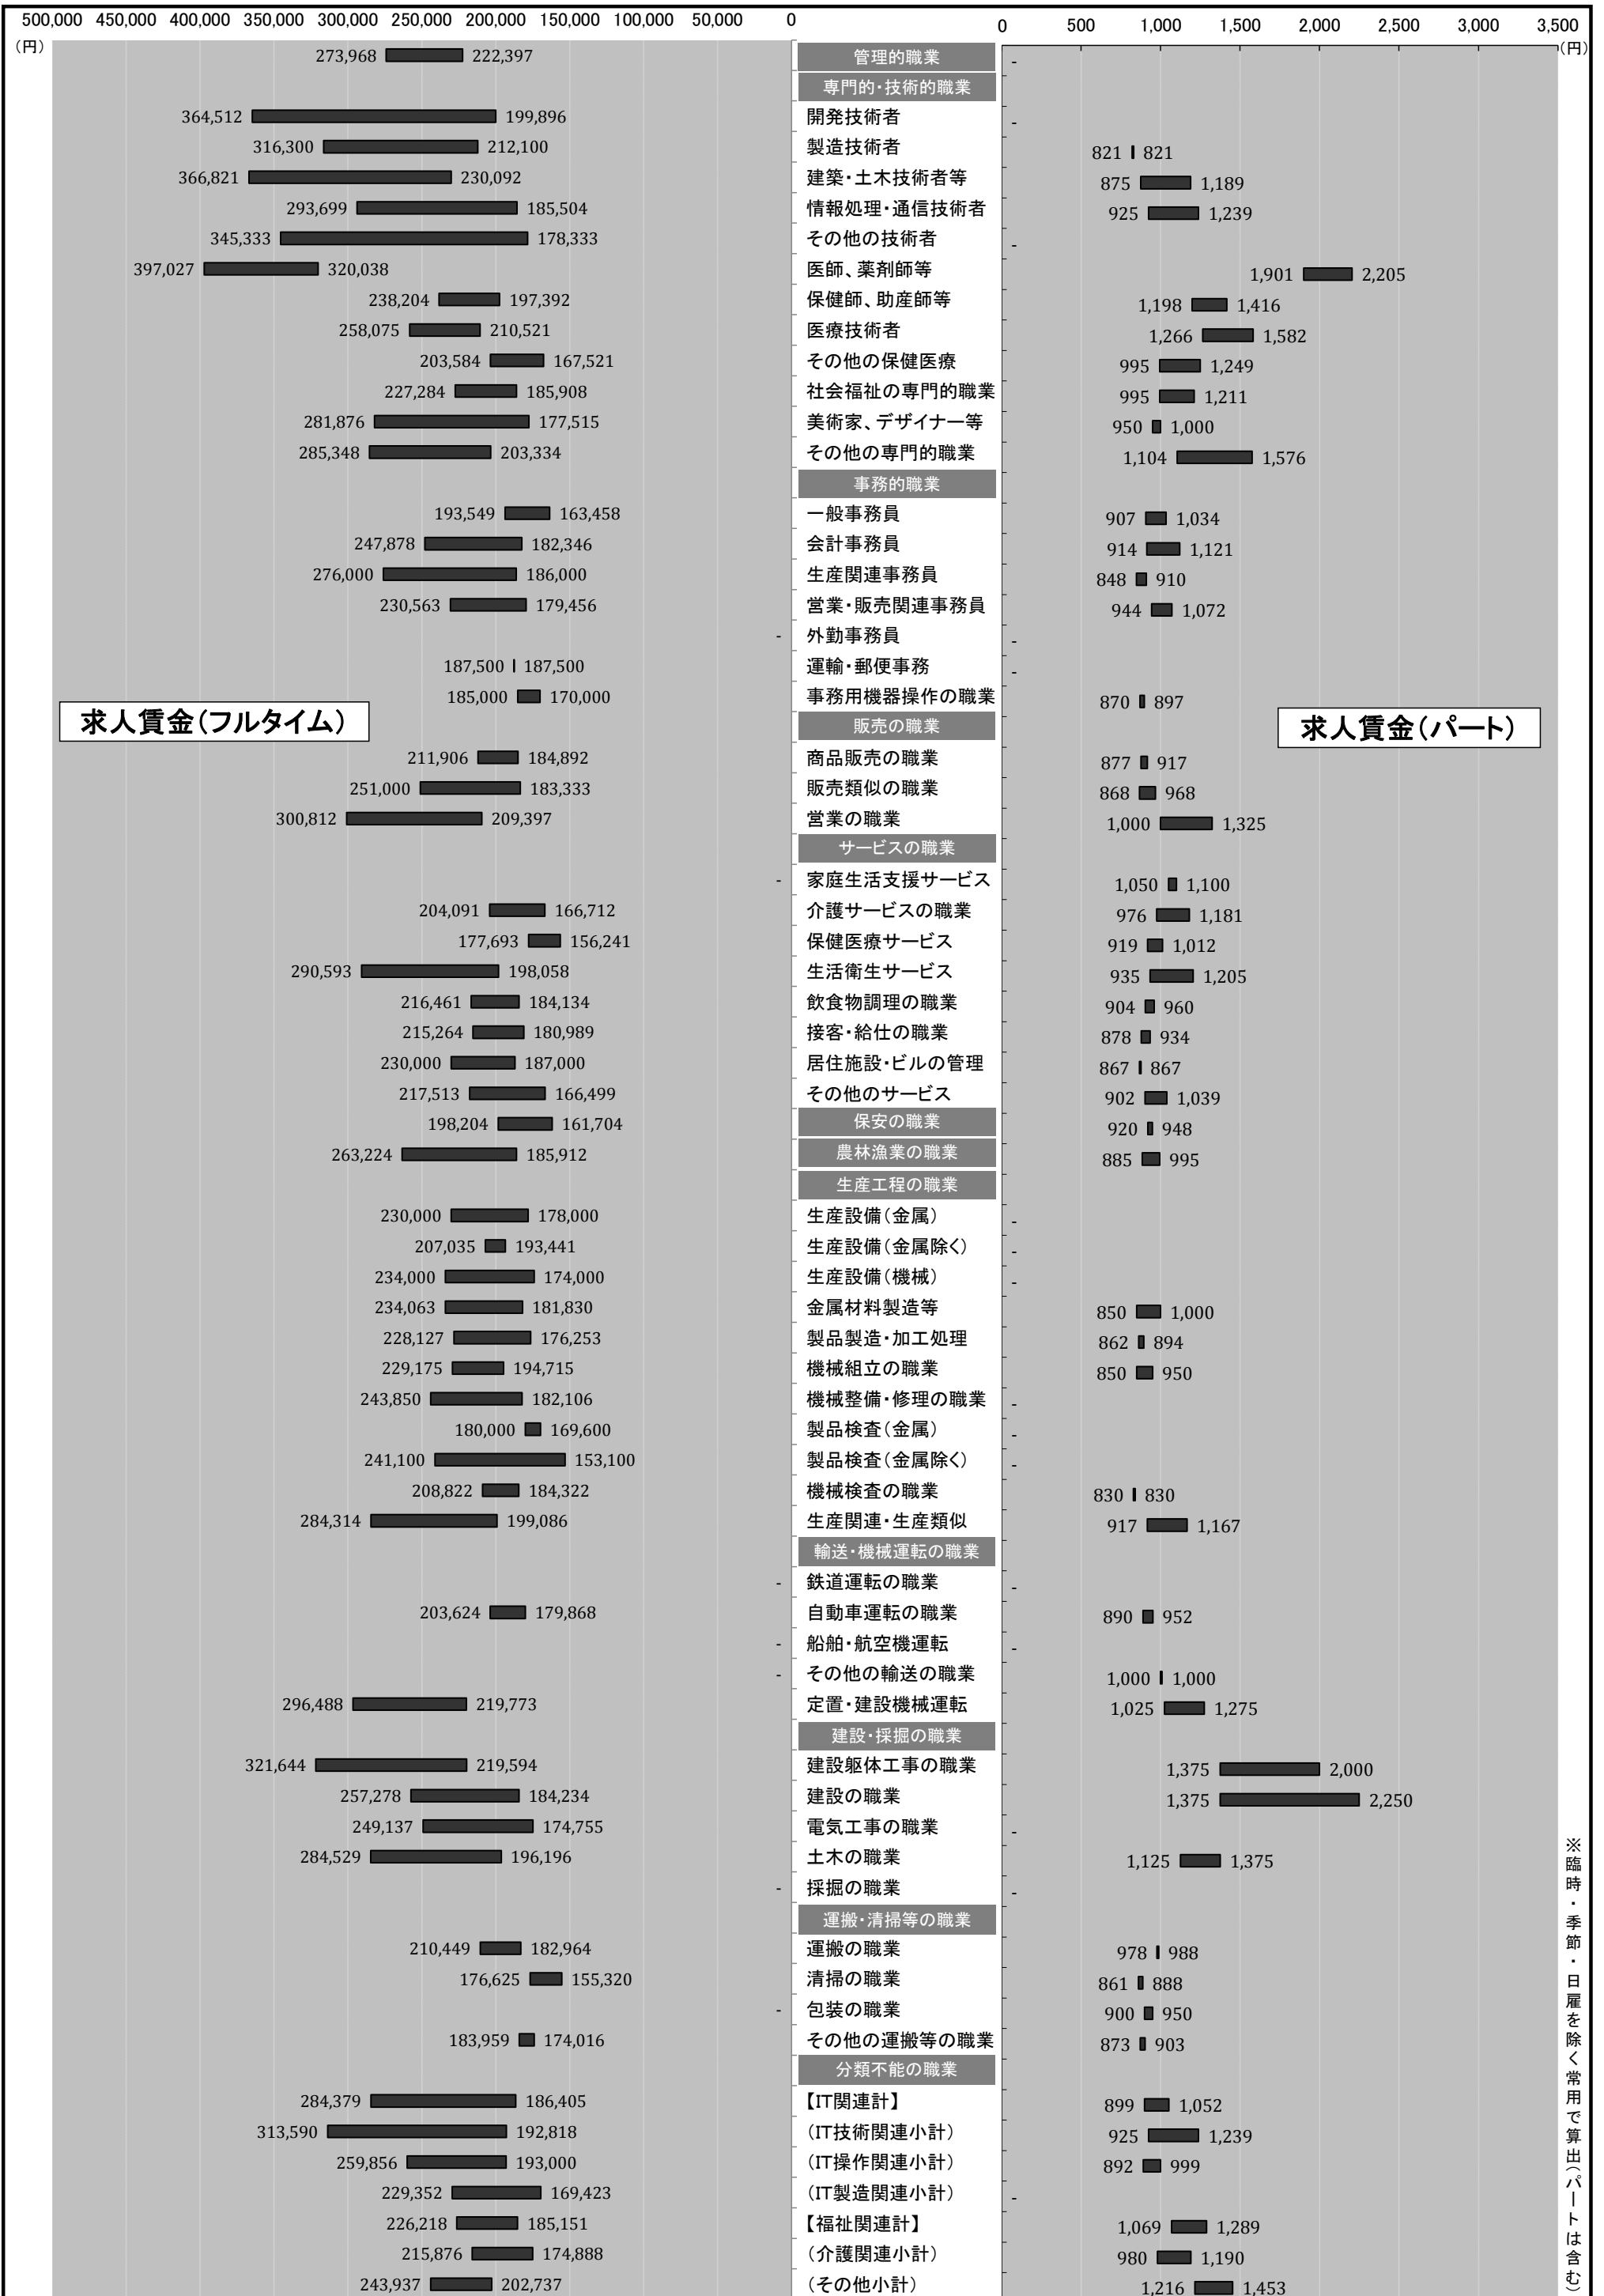 500,000 450,000 400,000 350,000 300,000 250,000 200,000 150,000 100,000 50,000 0
0 500 1,000 1,500 2,000 2,500 3,000 3,500
(円) (円)
求人賃金(フルタイム)
求人賃金(パート)
273,968 222,397 管理的職業 -
専門的・技術的職業
364,512 199,896 開発技術者 -
316,300 212,100 製造技術者 821 821
366,821 230,092 建築・土木技術者等 875 1,189
293,699 185,504 情報処理・通信技術者 925 1,239
345,333 178,333 その他の技術者 -
397,027 320,038 医師、薬剤師等 1,901 2,205
238,204 197,392 保健師、助産師等 1,198 1,416
258,075 210,521 医療技術者 1,266 1,582
203,584 167,521 その他の保健医療 995 1,249
227,284 185,908 社会福祉の専門的職業 995 1,211
281,876 177,515 美術家、デザイナー等 950 1,000
285,348 203,334 その他の専門的職業 1,104 1,576
事務的職業
193,549 163,458 一般事務員 907 1,034
247,878 182,346 会計事務員 914 1,121
276,000 186,000 生産関連事務員 848 910
230,563 179,456 営業・販売関連事務員 944 1,072
- 外勤事務員 -
187,500 187,500 運輸・郵便事務 -
185,000 170,000 事務用機器操作の職業 870 897
販売の職業
211,906 184,892 商品販売の職業 877 917
251,000 183,333 販売類似の職業 868 968
300,812 209,397 営業の職業 1,000 1,325
サービスの職業
- 家庭生活支援サービス 1,050 1,100
204,091 166,712 介護サービスの職業 976 1,181
177,693 156,241 保健医療サービス 919 1,012
290,593 198,058 生活衛生サービス 935 1,205
216,461 184,134 飲食物調理の職業 904 960
215,264 180,989 接客・給仕の職業 878 934
230,000 187,000 居住施設・ビルの管理 867 867
217,513 166,499 その他のサービス 902 1,039
198,204 161,704 保安の職業 920 948
263,224 185,912 農林漁業の職業 885 995
生産工程の職業
230,000 178,000 生産設備(金属) -
207,035 193,441 生産設備(金属除く) -
234,000 174,000 生産設備(機械) -
234,063 181,830 金属材料製造等 850 1,000
228,127 176,253 製品製造・加工処理 862 894
229,175 194,715 機械組立の職業 850 950
243,850 182,106 機械整備・修理の職業 -
180,000 169,600 製品検査(金属) -
241,100 153,100 製品検査(金属除く) -
208,822 184,322 機械検査の職業 830 830
284,314 199,086 生産関連・生産類似 917 1,167
輸送・機械運転の職業
- 鉄道運転の職業 -
203,624 179,868 自動車運転の職業 890 952
- 船舶・航空機運転 -
- その他の輸送の職業 1,000 1,000
296,488 219,773 定置・建設機械運転 1,025 1,275
建設・採掘の職業
321,644 219,594 建設躯体工事の職業 1,375 2,000
257,278 184,234 建設の職業 1,375 2,250
249,137 174,755 電気工事の職業 -
284,529 196,196 土木の職業 1,125 1,375
- 採掘の職業 -
運搬・清掃等の職業
210,449 182,964 運搬の職業 978 988
176,625 155,320 清掃の職業 861 888
- 包装の職業 900 950
183,959 174,016 その他の運搬等の職業 873 903
分類不能の職業
284,379 186,405 【IT関連計】 899 1,052
313,590 192,818 (IT技術関連小計) 925 1,239
259,856 193,000 (IT操作関連小計) 892 999
229,352 169,423 (IT製造関連小計) -
226,218 185,151 【福祉関連計】 1,069 1,289
215,876 174,888 (介護関連小計) 980 1,190
243,937 202,737 (その他小計) 1,216 1,453
※臨時・季節・日雇を除く常用で算出(パートは含む)